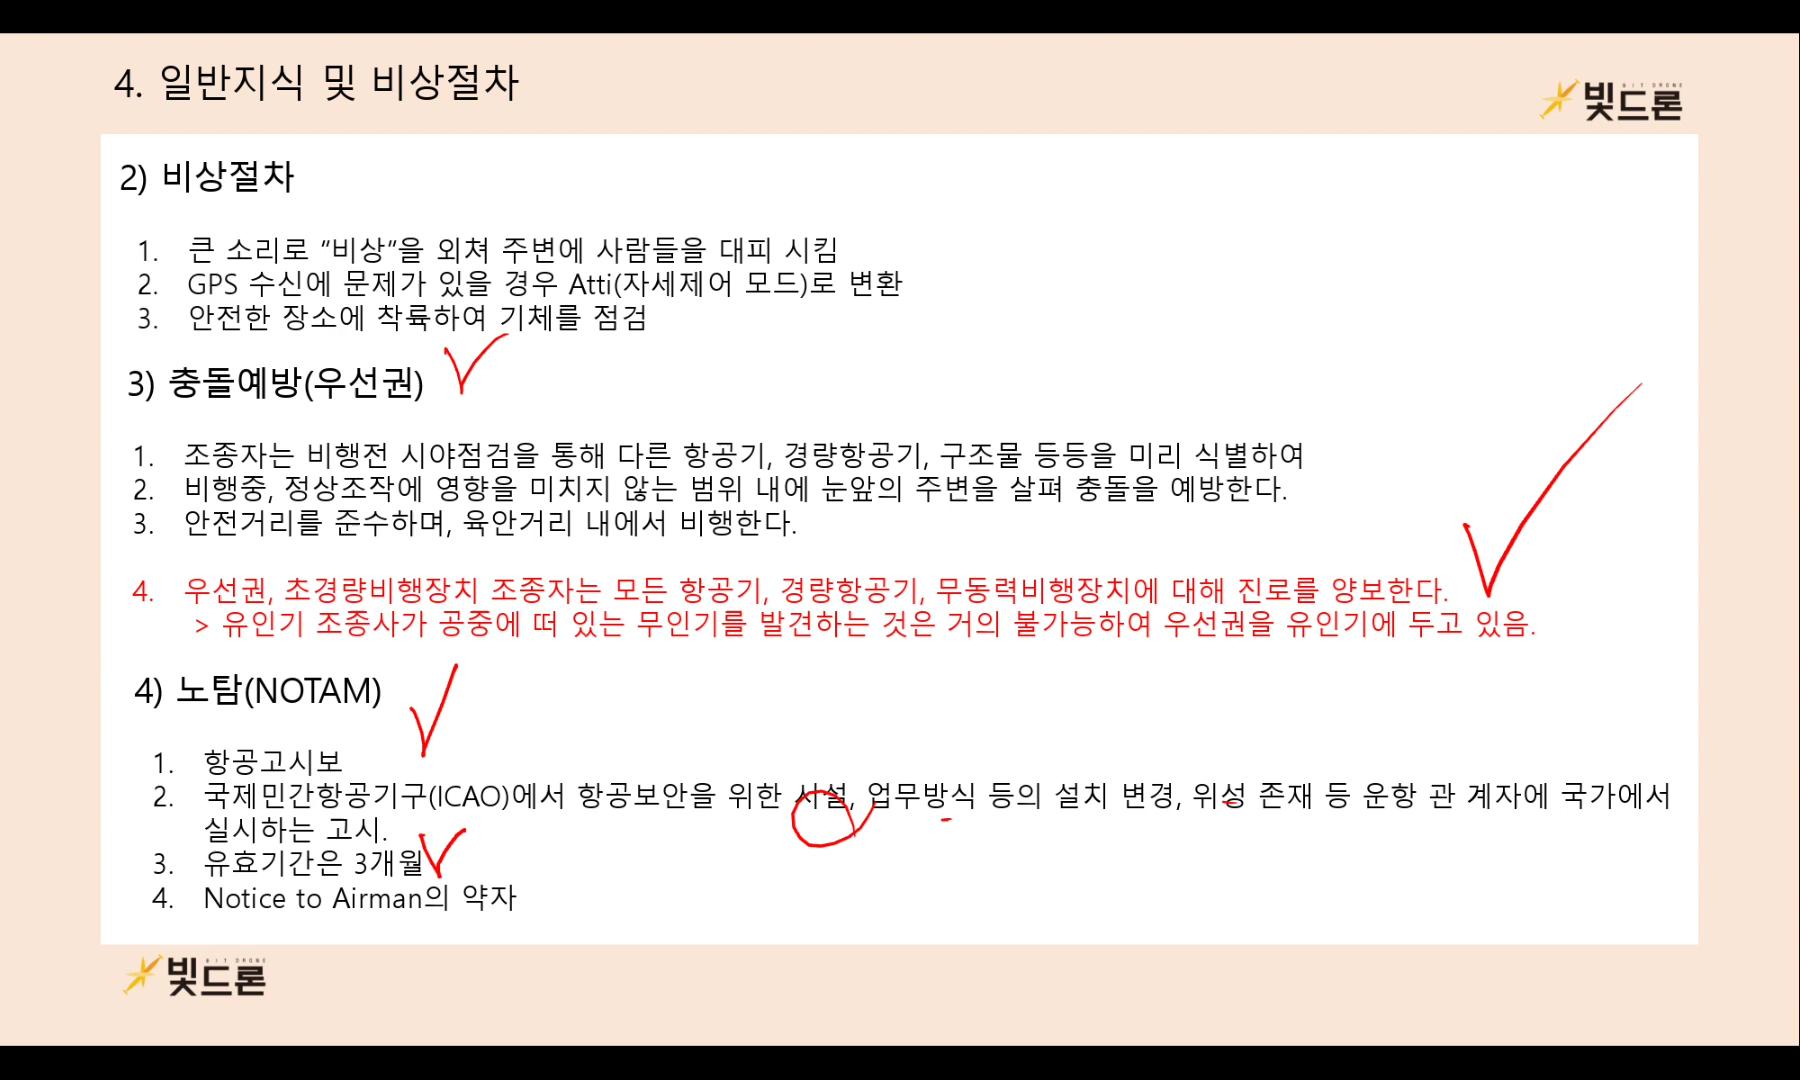 4. 일반지식 및 비상절차
BIT DRONE
빛드론
2) 비상절차
1. 큰 소리로 “비상“을 외쳐 주변에 사람들을 대피 시킴
2. GPS 수신에 문제가 있을 경우 Atti(자세제어 모드)로 변환
3. 안전한 장소에 착륙하여 기체를 점검
3) 충돌예방(우선권)
1. 조종자는 비행전 시야점검을 통해 다른 항공기, 경량항공기, 구조물 등등을 미리 식별하여
2. 비행중, 정상조작에 영향을 미치지 않는 범위 내에 눈앞의 주변을 살펴 충돌을 예방한다.
3. 안전거리를 준수하며, 육안거리 내에서 비행한다.
4. 우선권, 초경량비행장치 조종자는 모든 항공기, 경량항공기, 무동력비행장치에 대해 진로를 양보한다.
> 유인기 조종사가 공중에 떠 있는 무인기를 발견하는 것은 거의 불가능하여 우선권을 유인기에 두고 있음.
4) 노탐(NOTAM)
1. 항공고시보
2. 국제민간항공기구(ICAO)에서 항공보안을 위한 시설, 업무방식 등의 설치 변경, 위성 존재 등 운항 관 계자에 국가에서
실시하는 고시.
3. 유효기간은 3개월
4. Notice to Airman의 약자
BIT DRONE
빛드론